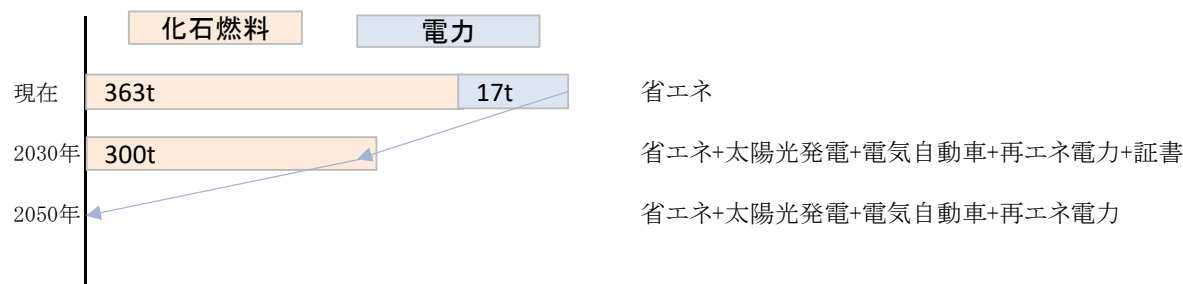 化石燃料 電力
現在 363t 17t 省エネ
2030年 300t 省エネ+太陽光発電+電気自動車+再エネ電力+証書
2050年 省エネ+太陽光発電+電気自動車+再エネ電力